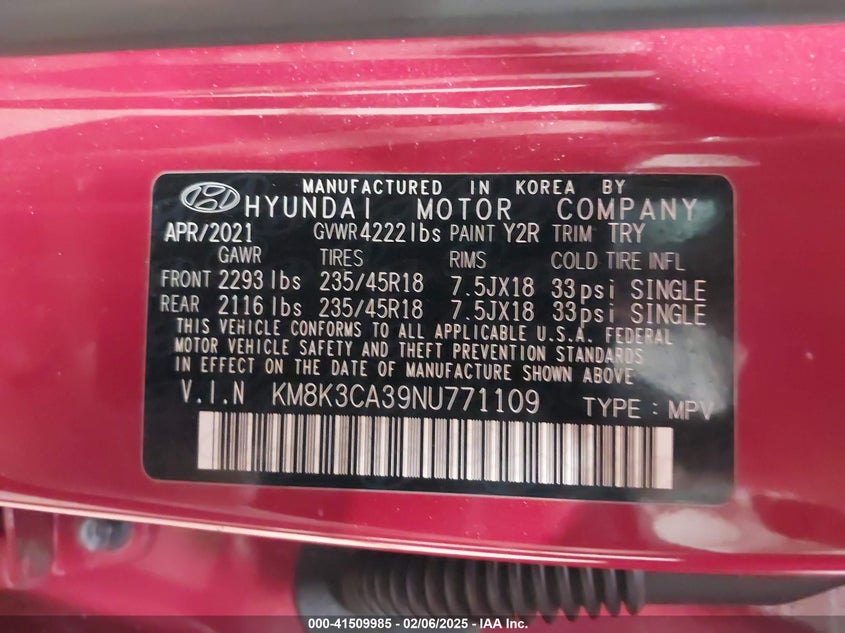 MANUFACTURED IN KOREA BY
HYUNDAI MOTOR COMPANY
APR/2021 GVWR 4222 lbs PAINT Y2R TRIM TRY
GAWR TIRES RIMS COLD TIRE INFL
FRONT 2293 lbs 235/45R18 7.5JX18 33psi SINGLE
REAR 2116 lbs 235/45R18 7.5JX18 33psi SINGLE
THIS VEHICLE CONFORMS TO ALL APPLICABLE U.S.A. FEDERAL
MOTOR VEHICLE SAFETY AND THEFT PREVENTION STANDARDS
IN EFFECT ON THE DATE OF MANUFACTURE SHOWN ABOVE
V.I.N KM8K3CA39NU771109 TYPE : MPV
000-41509985 - 02/06/2025 - IAA Inc.